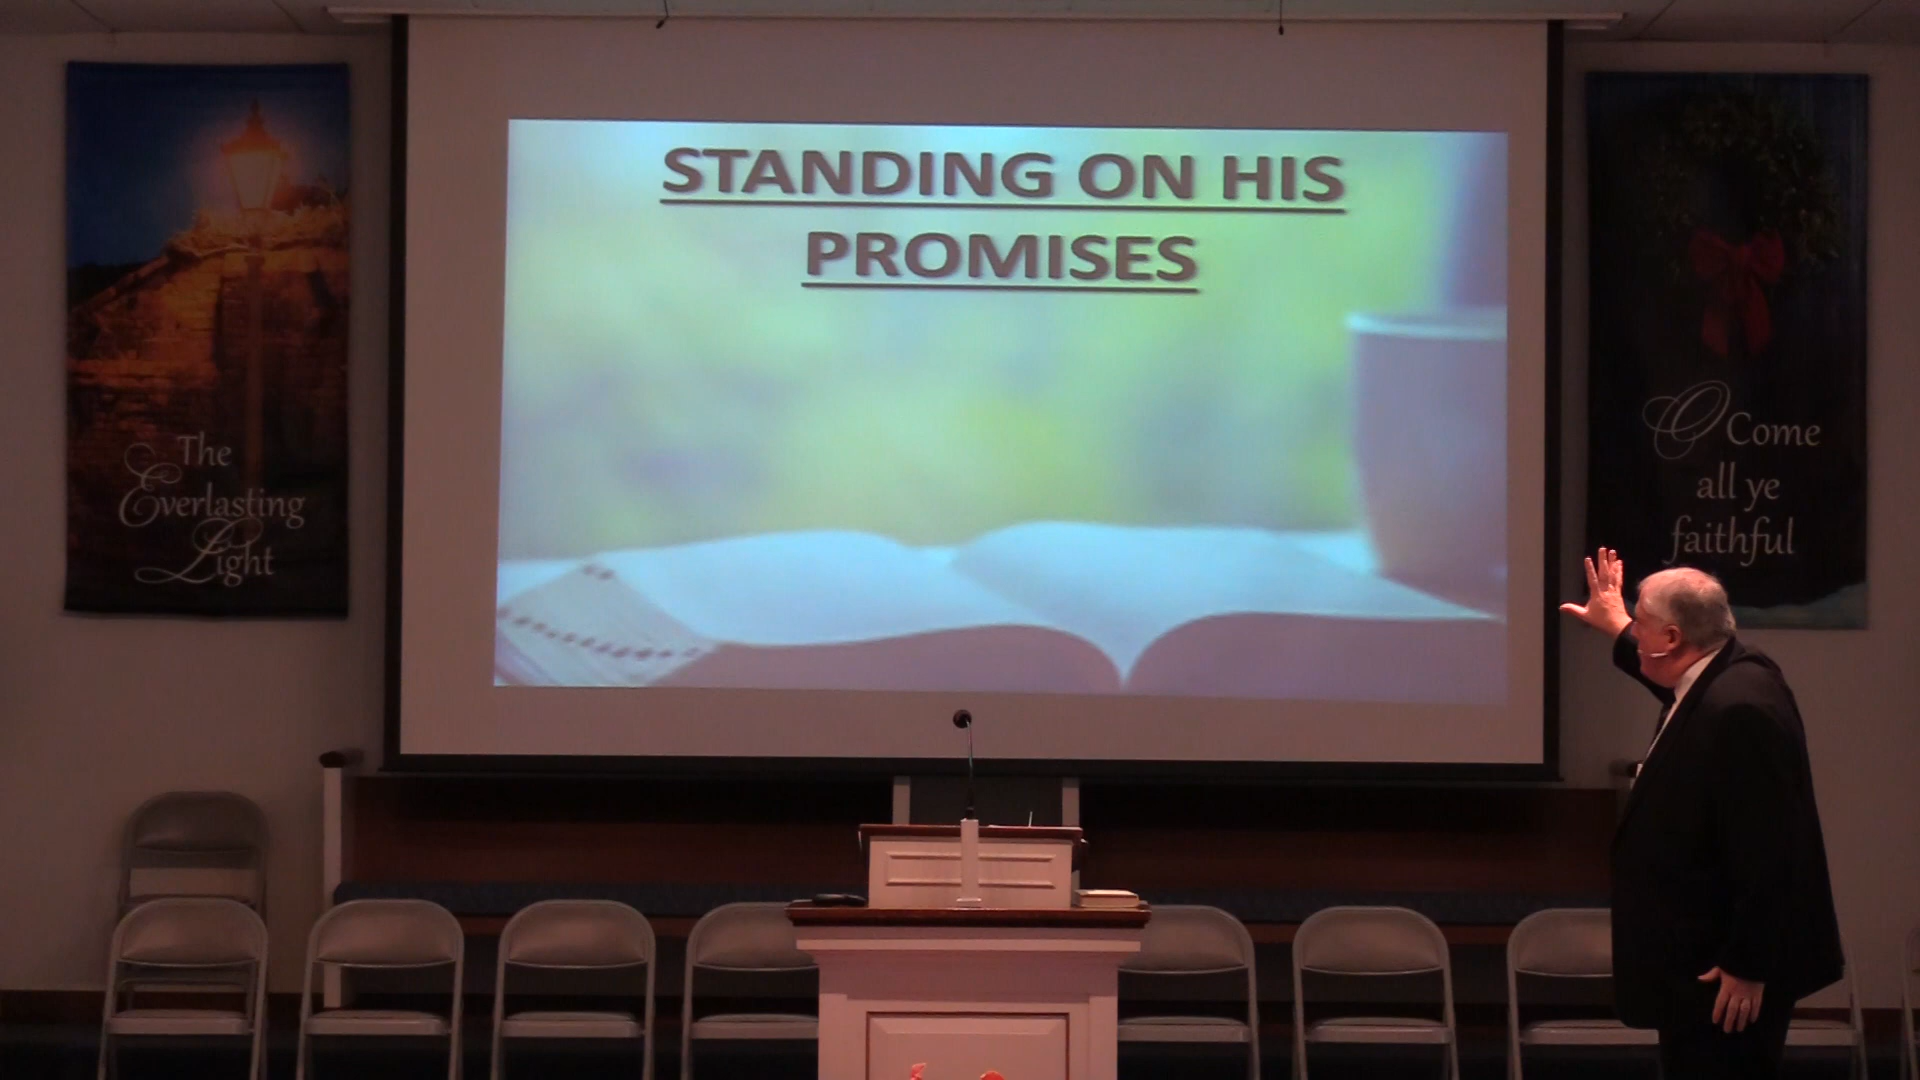 The
Everlasting
Light
STANDING ON HIS
PROMISES
O Come
all ye
faithful